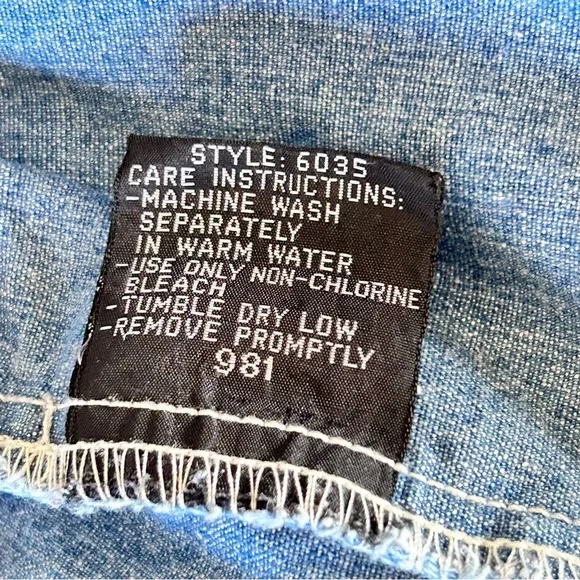 STYLE: 6035
CARE INSTRUCTIONS:
-MACHINE WASH
SEPARATELY
IN WARM WATER
-USE ONLY NON-CHLORINE
BLEACH
-TUMBLE DRY LOW
-REMOVE PROMPTLY
981